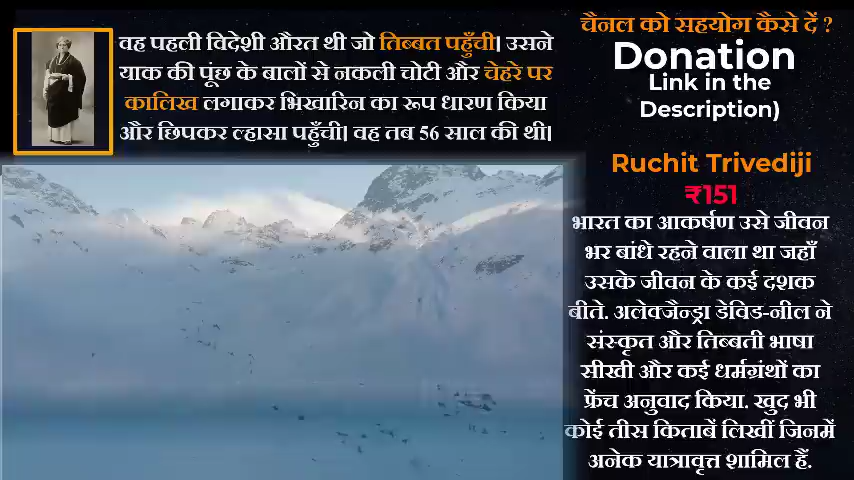 वह पहली विदेशी औरत थी जो तिब्बत पहुँची। उसने
याक की पूंछ के बालों से नकली चोटी और चेहरे पर
कालिख लगाकर भिखारिन का रूप धारण किया
और छिपकर ल्हासा पहुँची। वह तब 56 साल की थी।
चैनल को सहयोग कैसे दें ?
Donation
Link in the
Description)
Ruchit Trivediji
₹151
भारत का आकर्षण उसे जीवन
भर बांधे रहने वाला था जहाँ
उसके जीवन के कई दशक
बीते. अलेक्जैन्ड्रा डेविड-नील ने
संस्कृत और तिब्बती भाषा
सीखी और कई धर्मग्रंथों का
फ्रेंच अनुवाद किया. खुद भी
कोई तीस किताबें लिखीं जिनमें
अनेक यात्रावृत्त शामिल हैं.